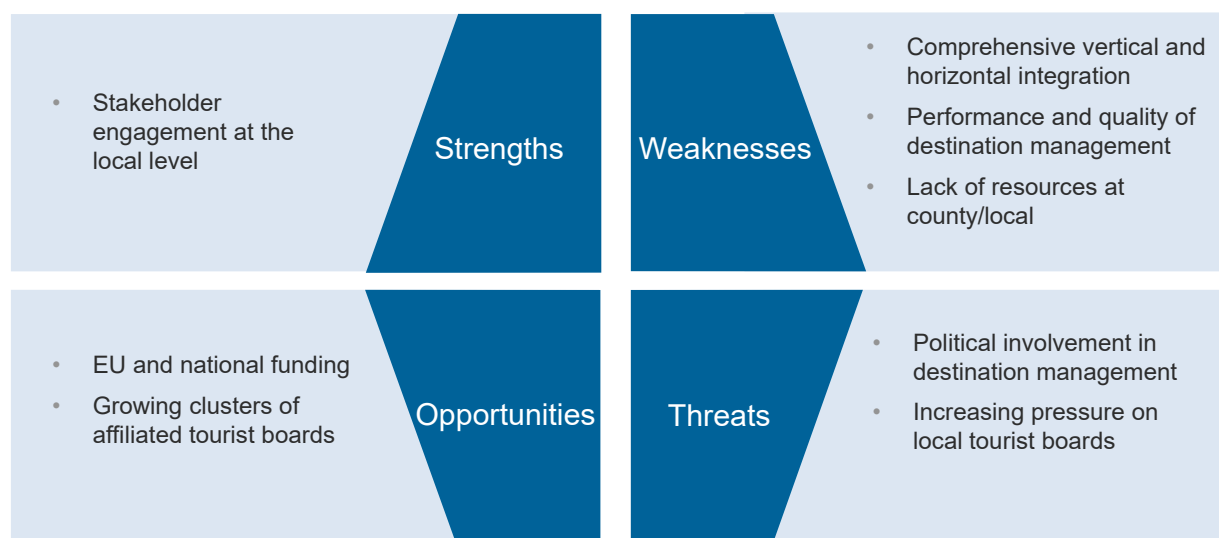 • Stakeholder
engagement at the
local level
Strengths
Weaknesses
• Comprehensive vertical and
horizontal integration
• Performance and quality of
destination management
• Lack of resources at
county/local
• EU and national funding
• Growing clusters of
affiliated tourist boards
Opportunities
Threats
• Political involvement in
destination management
• Increasing pressure on
local tourist boards